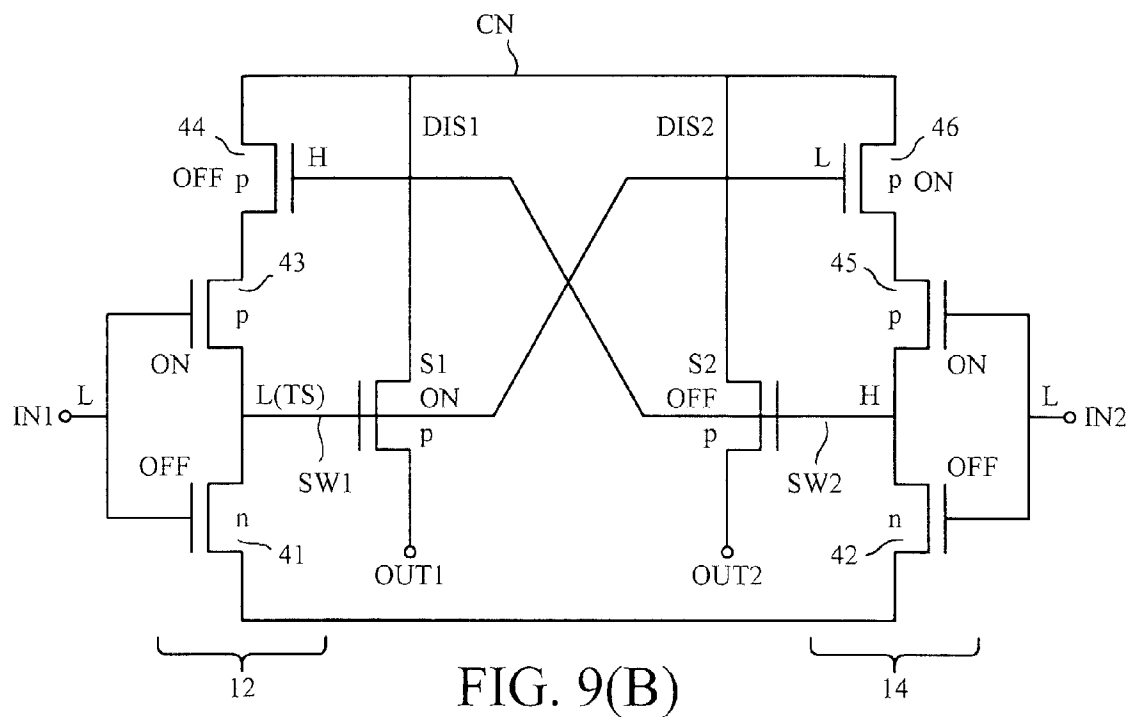 CN
44 DIS1 DIS2 46
H L
OFF p p ON
43 45
p p
S1 S2
ON ON
L L(TS) ON OFF H L
IN1 p p IN2
OFF SW1 SW2 OFF
n n
41 42
OUT1 OUT2
12 FIG. 9(B) 14